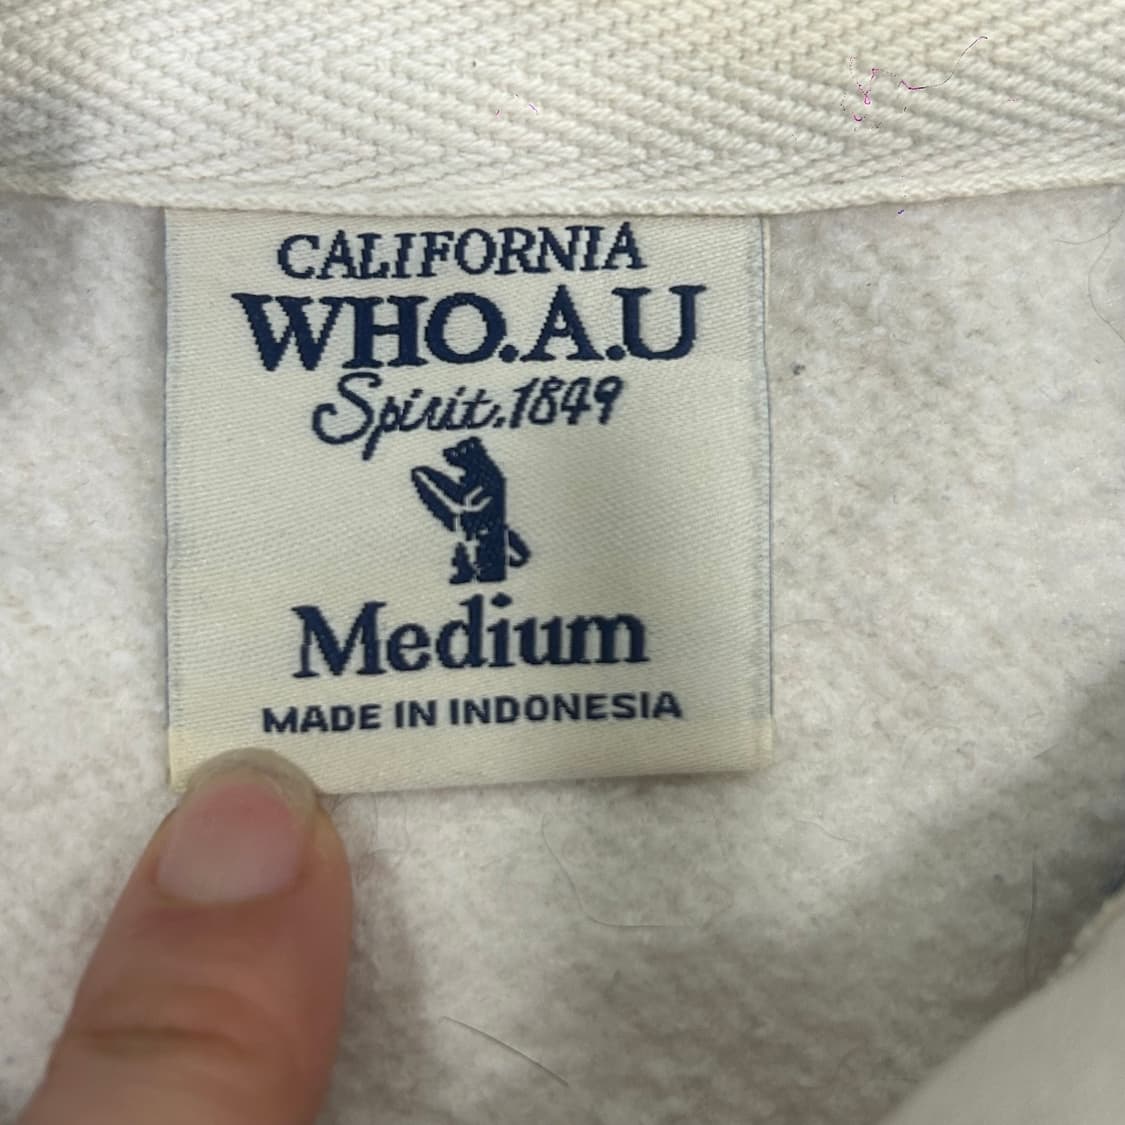 CALIFORNIA
WHO.A.U
Spirit.1849
Medium
MADE IN INDONESIA